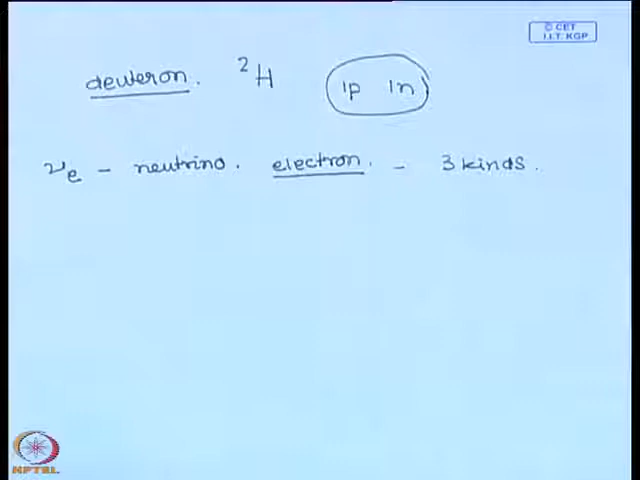 © CET
I.I.T. KGP
deuteron. ²H 1p 1n
νe - neutrino. electron. - 3 kinds.
NPTEL